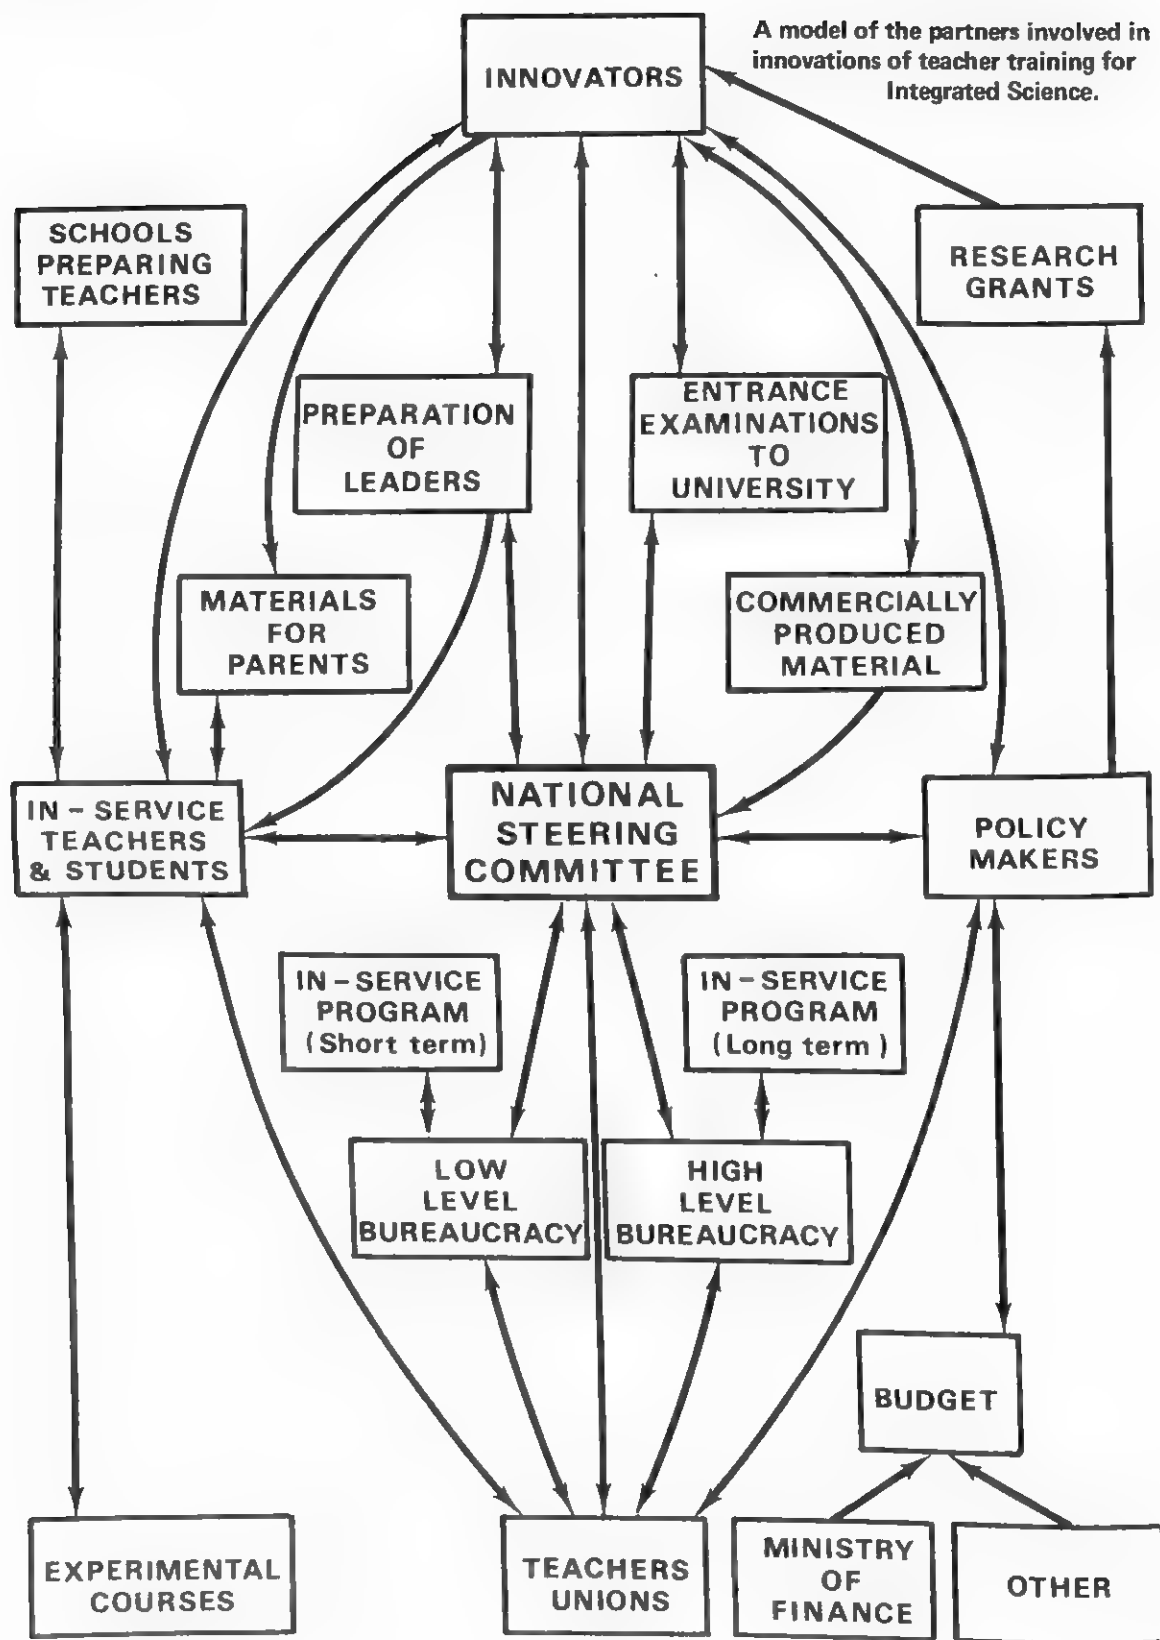 A model of the partners involved in
innovations of teacher training for
Integrated Science.
INNOVATORS
SCHOOLS
PREPARING
TEACHERS
RESEARCH
GRANTS
PREPARATION
OF
LEADERS
ENTRANCE
EXAMINATIONS
TO
UNIVERSITY
MATERIALS
FOR
PARENTS
COMMERCIALLY
PRODUCED
MATERIAL
IN-SERVICE
TEACHERS
& STUDENTS
NATIONAL
STEERING
COMMITTEE
POLICY
MAKERS
IN-SERVICE
PROGRAM
(Short term)
IN-SERVICE
PROGRAM
(Long term)
LOW
LEVEL
BUREAUCRACY
HIGH
LEVEL
BUREAUCRACY
BUDGET
EXPERIMENTAL
COURSES
TEACHERS
UNIONS
MINISTRY
OF
FINANCE
OTHER